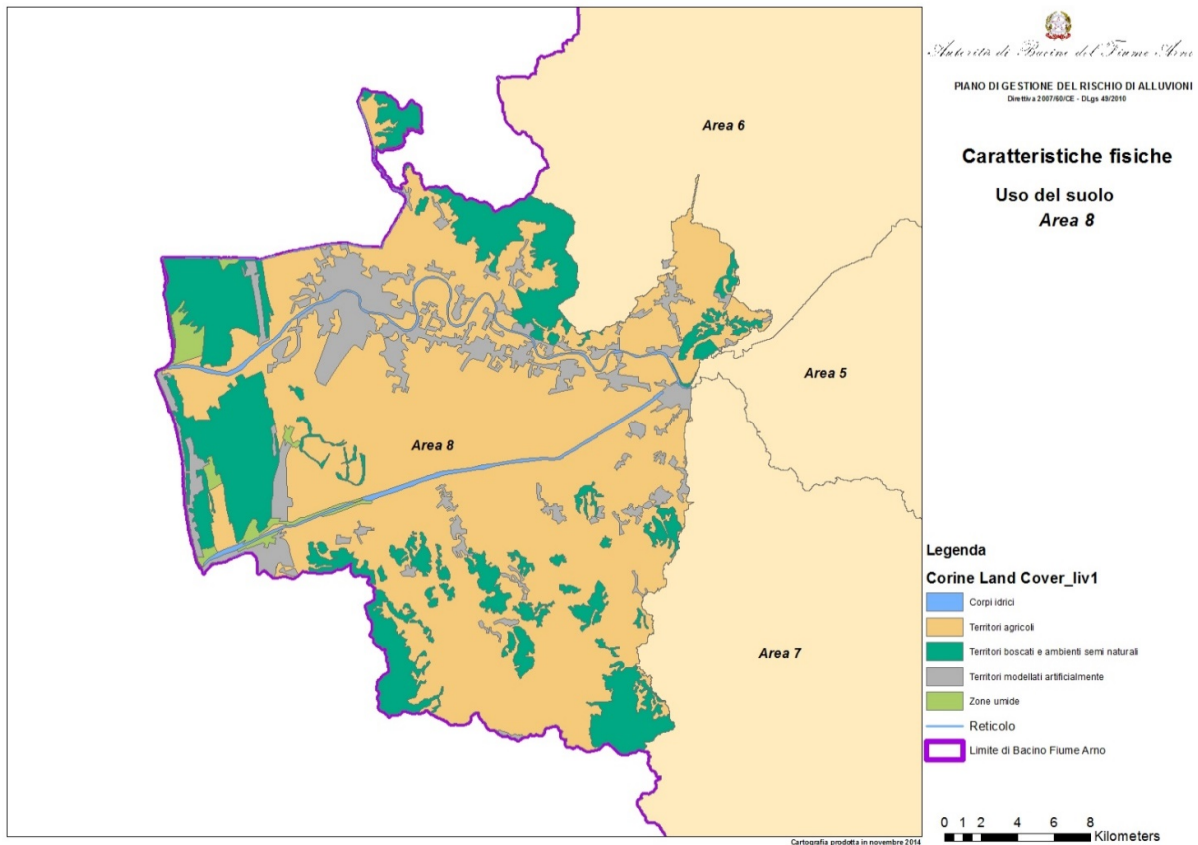 Autorità di Bacino del Fiume Arno
PIANO DI GESTIONE DEL RISCHIO DI ALLUVIONI
Direttiva 2007/60/CE - DLgs 49/2010
Caratteristiche fisiche
Uso del suolo
Area 8
Area 6
Area 5
Area 8
Area 7
Legenda
Corine Land Cover_liv1
Corpi idrici
Territori agricoli
Territori boscati e ambienti semi naturali
Territori modellati artificialmente
Zone umide
Reticolo
Limite di Bacino Fiume Arno
0 1 2 4 6 8
Kilometers
Cartografia prodotta in novembre 2014